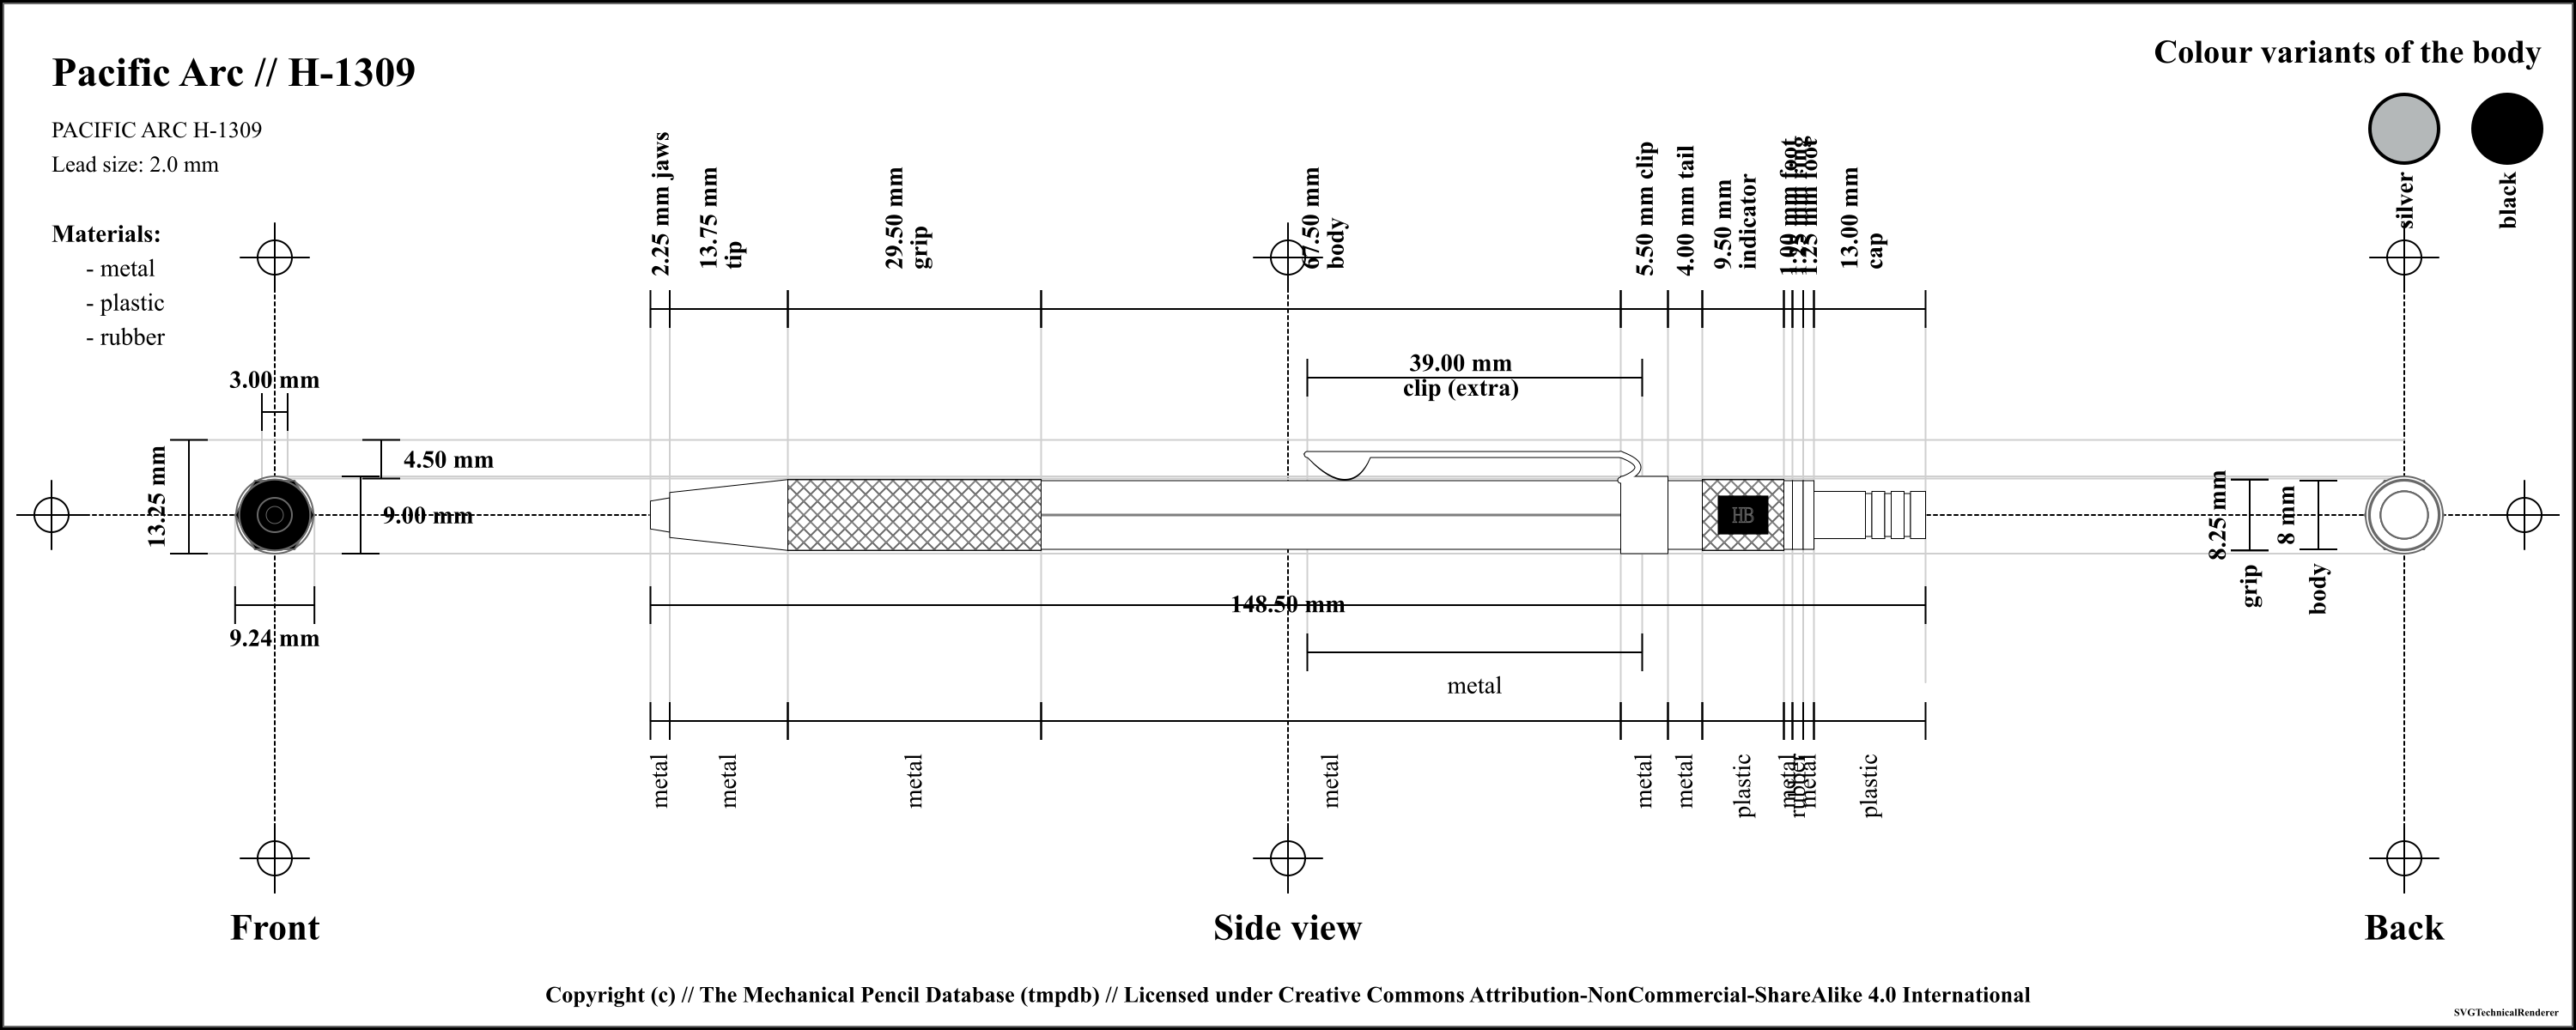 Pacific Arc // H-1309
Colour variants of the body
PACIFIC ARC H-1309
Lead size: 2.0 mm
silver
black
Materials:
- metal
- plastic
- rubber
2.25 mm jaws
13.75 mm
tip
29.50 mm
grip
67.50 mm
body
5.50 mm clip
4.00 mm tail
9.50 mm
indicator
1.00 mm foot
1.25 mm ring
1.25 mm foot
13.00 mm
cap
39.00 mm
clip (extra)
3.00 mm
13.25 mm
4.50 mm
9.00 mm
9.24 mm
HB
8.25 mm
grip
8 mm
body
148.50 mm
metal
metal
metal
metal
metal
metal
metal
plastic
metal
rubber
metal
plastic
Front
Side view
Back
Copyright (c) // The Mechanical Pencil Database (tmpdb) // Licensed under Creative Commons Attribution-NonCommercial-ShareAlike 4.0 International
SVGTechnicalRenderer